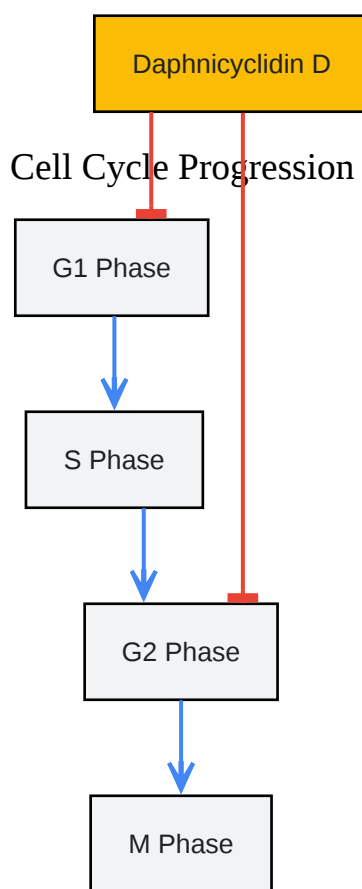 Daphnicyclidin D
Cell Cycle Progression
G1 Phase
S Phase
G2 Phase
M Phase